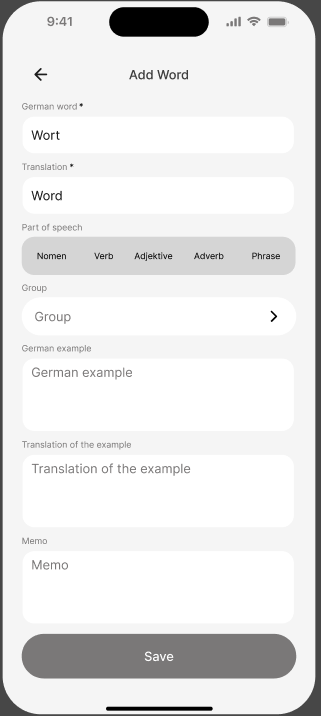 9:41
Add Word
German word *
Wort
Translation *
Word
Part of speech
Nomen Verb Adjektive Adverb Phrase
Group
Group
German example
German example
Translation of the example
Translation of the example
Memo
Memo
Save